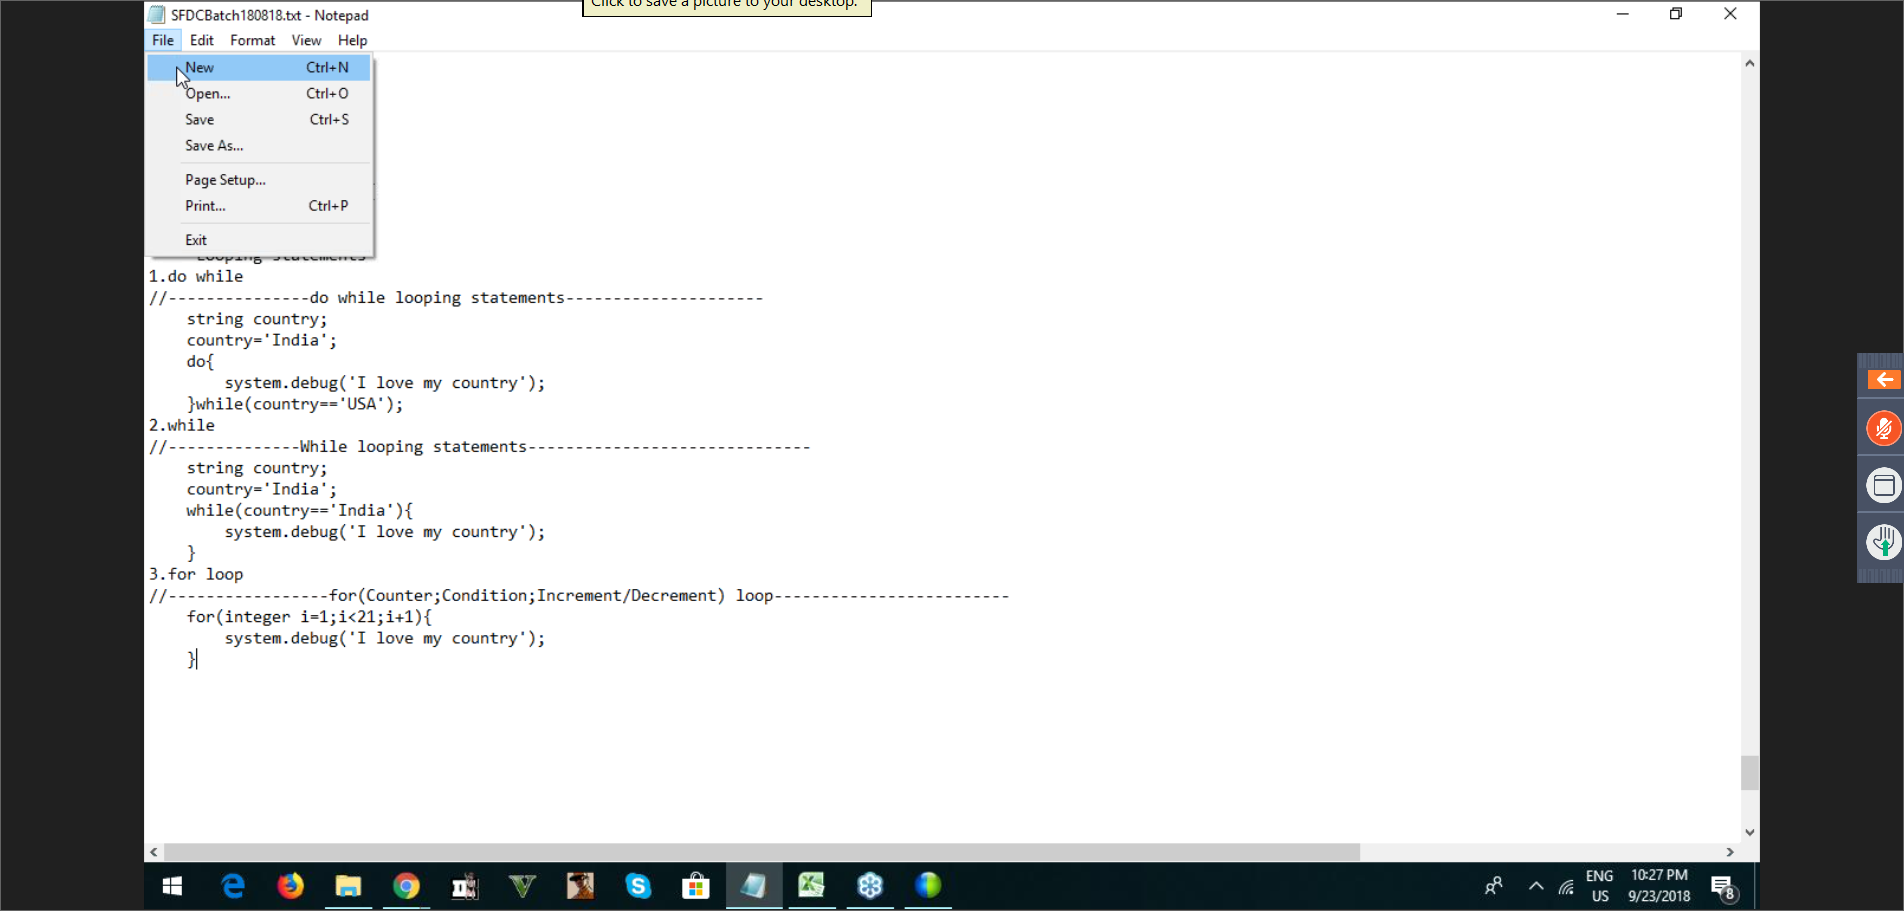 Click to save a picture to your desktop.
SFDCBatch180818.txt - Notepad
File Edit Format View Help
New Ctrl+N
Open... Ctrl+O
Save Ctrl+S
Save As...
Page Setup...
Print... Ctrl+P
Exit
Looping statements
1.do while
//---------------do while looping statements---------------------
string country;
country='India';
do{
system.debug('I love my country');
}while(country=='USA');
2.while
//--------------While looping statements------------------------------
string country;
country='India';
while(country=='India'){
system.debug('I love my country');
}
3.for loop
//-----------------for(Counter;Condition;Increment/Decrement) loop-------------------------
for(integer i=1;i<21;i+1){
system.debug('I love my country');
}
ENG
US
10:27 PM
9/23/2018
8